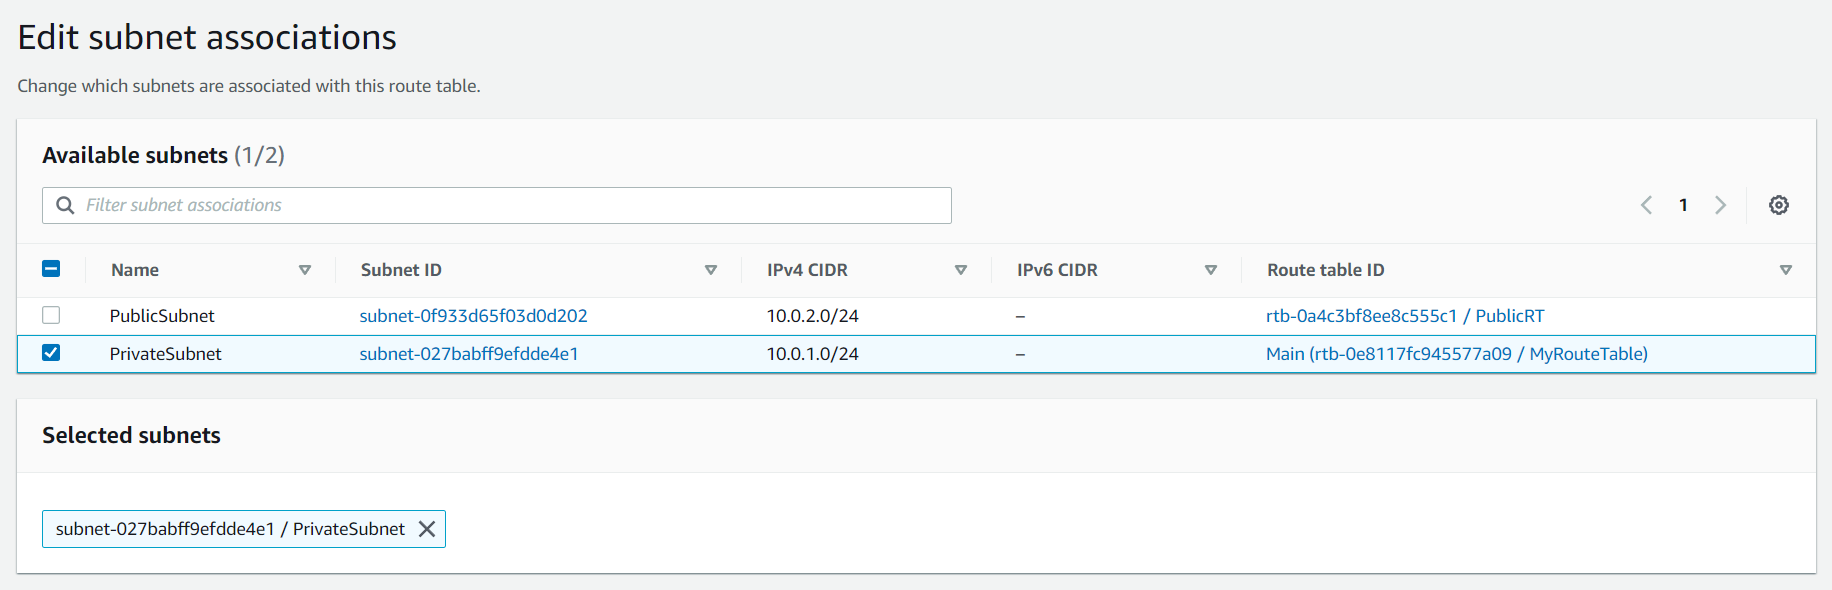 Edit subnet associations
Change which subnets are associated with this route table.
Available subnets (1/2)
Filter subnet associations
1
Name Subnet ID IPv4 CIDR IPv6 CIDR Route table ID
PublicSubnet subnet-0f933d65f03d0d202 10.0.2.0/24 – rtb-0a4c3bf8ee8c555c1 / PublicRT
PrivateSubnet subnet-027babff9efdde4e1 10.0.1.0/24 – Main (rtb-0e8117fc945577a09 / MyRouteTable)
Selected subnets
subnet-027babff9efdde4e1 / PrivateSubnet